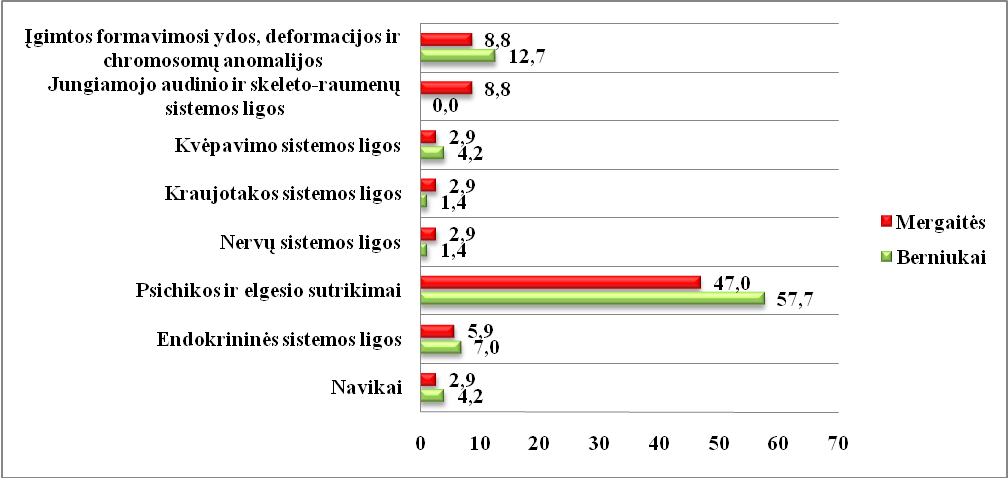 Įgimtos formavimosi ydos, deformacijos ir
chromosomų anomalijos
8,8
12,7
Jungiamojo audinio ir skeleto-raumenų
sistemos ligos
8,8
0,0
Kvėpavimo sistemos ligos
2,9
4,2
Kraujotakos sistemos ligos
2,9
1,4
Nervų sistemos ligos
2,9
1,4
Psichikos ir elgesio sutrikimai
47,0
57,7
Endokrininės sistemos ligos
5,9
7,0
Navikai
2,9
4,2
0 10 20 30 40 50 60 70
Mergaitės
Berniukai